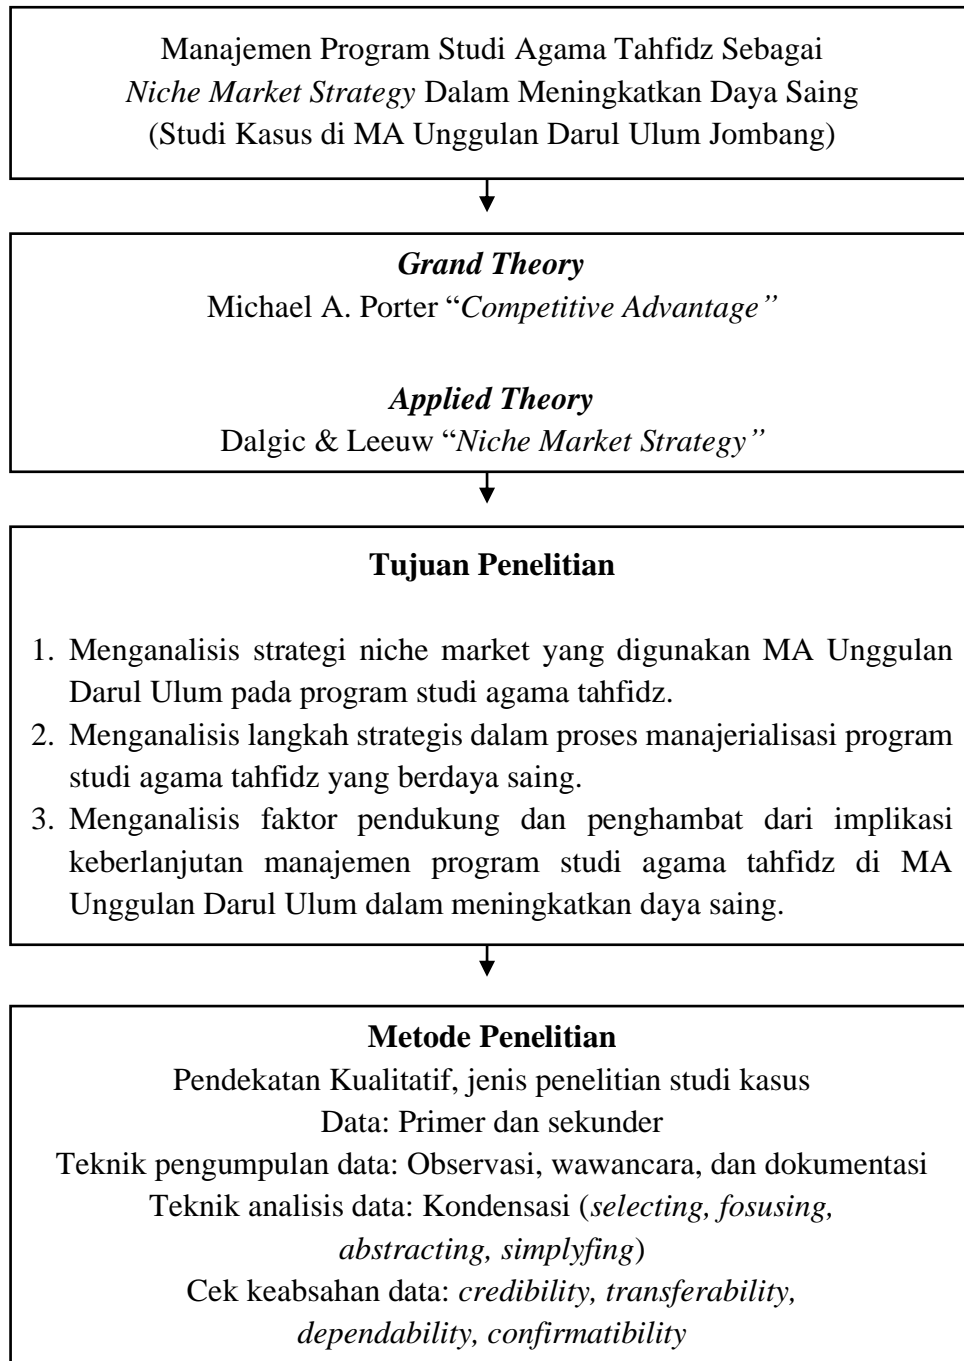 Manajemen Program Studi Agama Tahfidz Sebagai
Niche Market Strategy Dalam Meningkatkan Daya Saing
(Studi Kasus di MA Unggulan Darul Ulum Jombang)
Grand Theory
Michael A. Porter “Competitive Advantage”
Applied Theory
Dalgic & Leeuw “Niche Market Strategy”
Tujuan Penelitian
1. Menganalisis strategi niche market yang digunakan MA Unggulan
Darul Ulum pada program studi agama tahfidz.
2. Menganalisis langkah strategis dalam proses manajerialisasi program
studi agama tahfidz yang berdaya saing.
3. Menganalisis faktor pendukung dan penghambat dari implikasi
keberlanjutan manajemen program studi agama tahfidz di MA
Unggulan Darul Ulum dalam meningkatkan daya saing.
Metode Penelitian
Pendekatan Kualitatif, jenis penelitian studi kasus
Data: Primer dan sekunder
Teknik pengumpulan data: Observasi, wawancara, dan dokumentasi
Teknik analisis data: Kondensasi (selecting, fosusing,
abstracting, simplyfing)
Cek keabsahan data: credibility, transferability,
dependability, confirmatibility